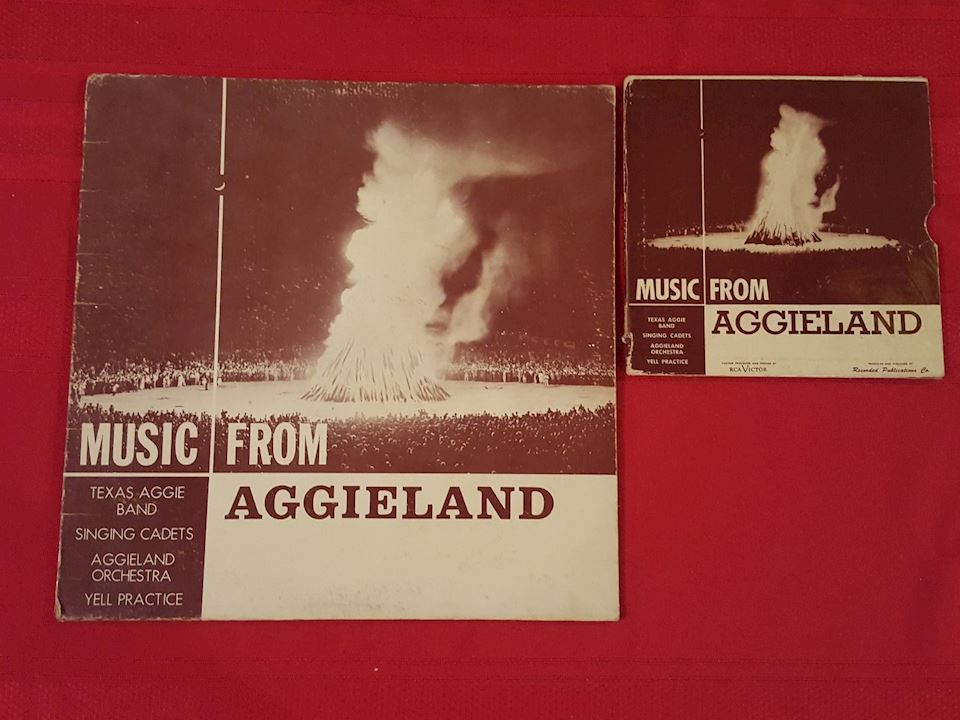 MUSIC FROM
AGGIELAND
TEXAS AGGIE
BAND
SINGING CADETS
AGGIELAND
ORCHESTRA
YELL PRACTICE
MUSIC FROM
AGGIELAND
TEXAS AGGIE
BAND
SINGING CADETS
AGGIELAND
ORCHESTRA
YELL PRACTICE
RCA VICTOR
Recorded Publications Co.